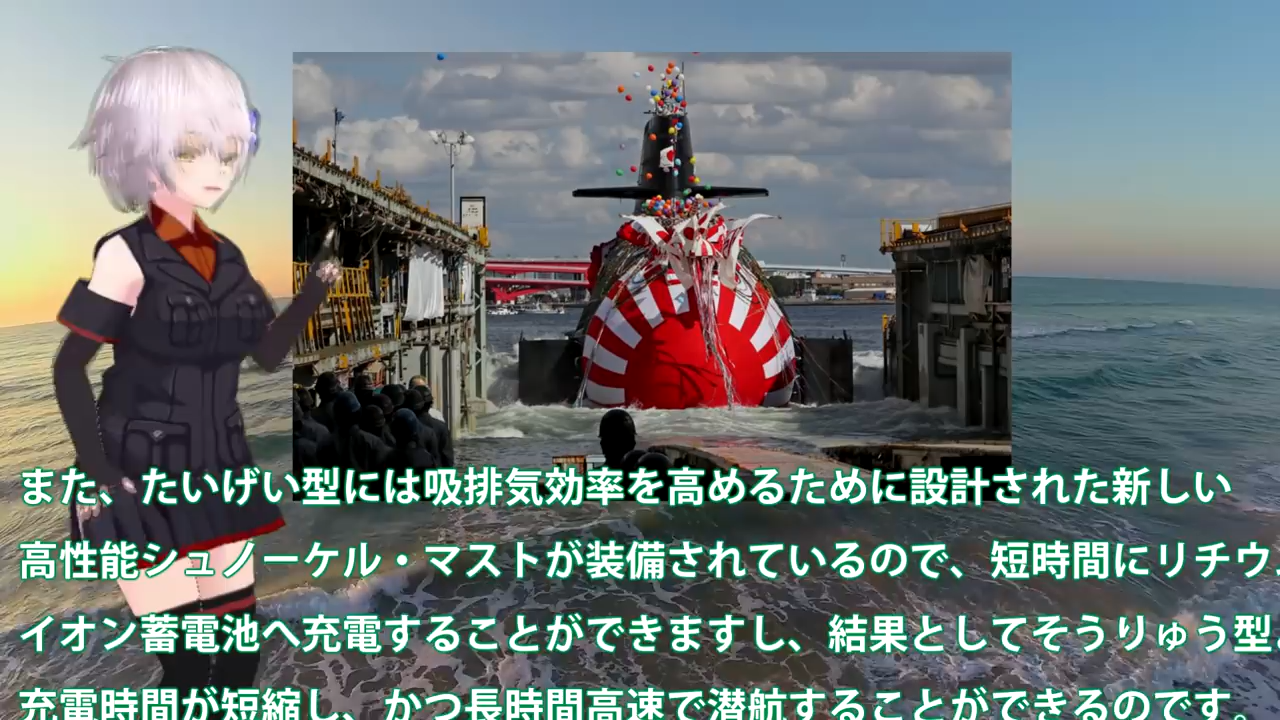 また、たいげい型には吸排気効率を高めるために設計された新しい
高性能シュノーケル・マストが装備されているので、短時間にリチウ
イオン蓄電池へ充電することができますし、結果としてそうりゅう型
充電時間が短縮し、かつ長時間高速で潜航することができるのです。